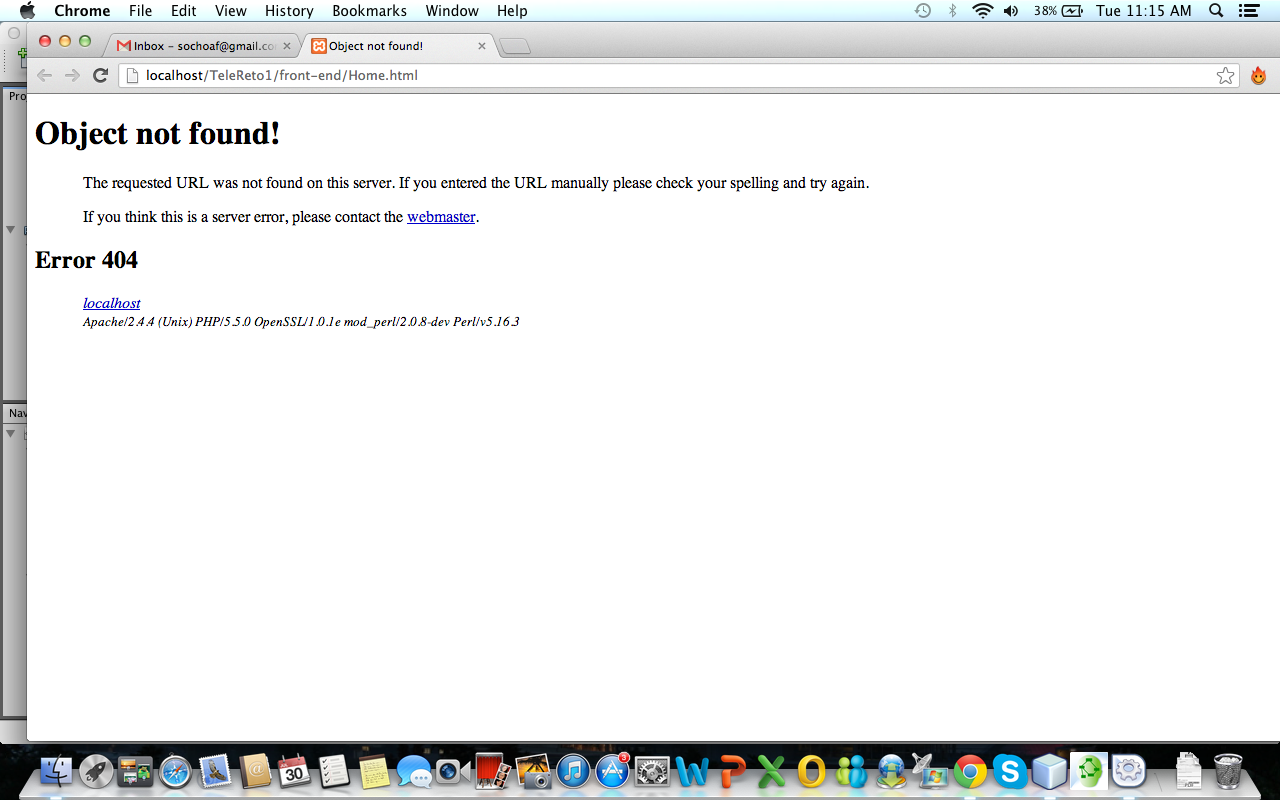 Chrome File Edit View History Bookmarks Window Help 38% Tue 11:15 AM
Inbox – sochoaf@gmail.co Object not found!
localhost/TeleReto1/front-end/Home.html
Pro
Object not found!
The requested URL was not found on this server. If you entered the URL manually please check your spelling and try again.
If you think this is a server error, please contact the webmaster.
Error 404
localhost
Apache/2.4.4 (Unix) PHP/5.5.0 OpenSSL/1.0.1e mod_perl/2.0.8-dev Perl/v5.16.3
Nav
30
3
PDF